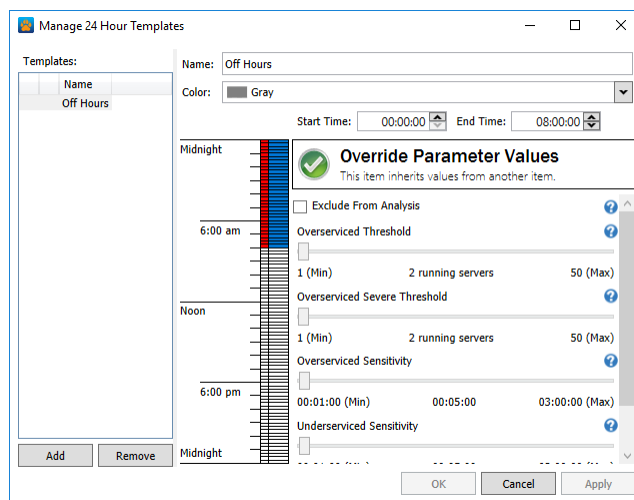 Manage 24 Hour Templates
Templates:
Name
Off Hours
Add
Remove
Name: Off Hours
Color: Gray
Start Time: 00:00:00 End Time: 08:00:00
Midnight
6:00 am
Noon
6:00 pm
Midnight
Override Parameter Values
This item inherits values from another item.
Exclude From Analysis
Overserviced Threshold
1 (Min) 2 running servers 50 (Max)
Overserviced Severe Threshold
1 (Min) 2 running servers 50 (Max)
Overserviced Sensitivity
00:01:00 (Min) 00:05:00 03:00:00 (Max)
Underserviced Sensitivity
OK Cancel Apply